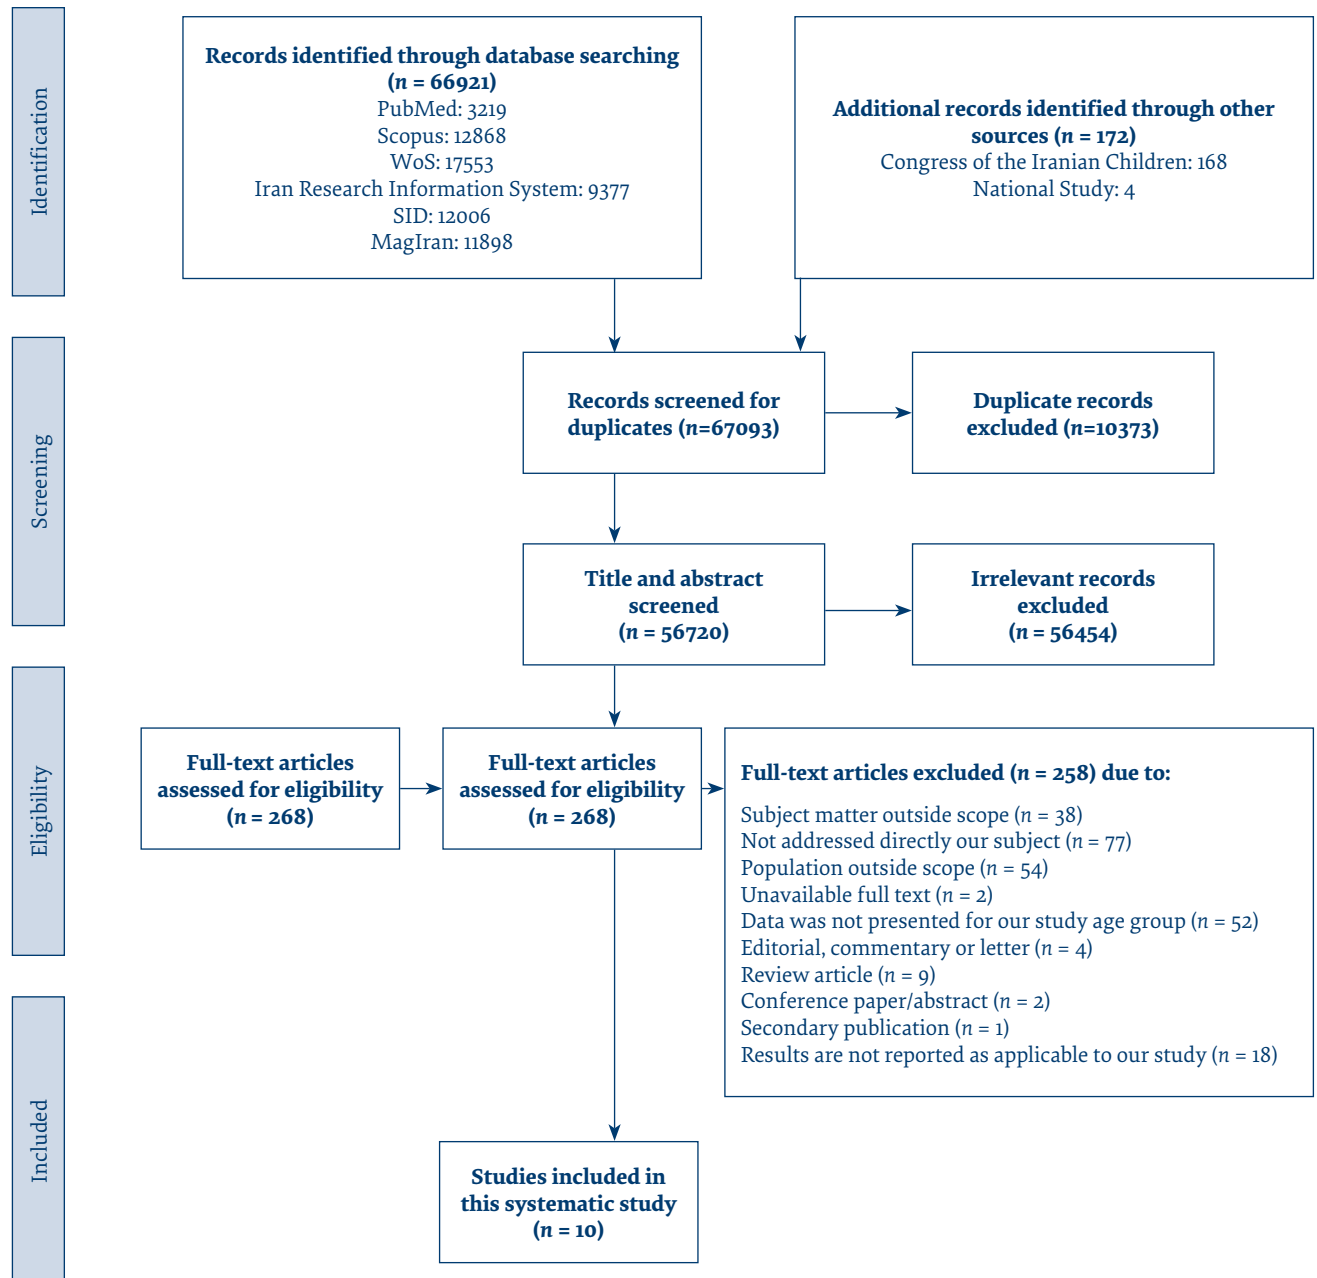 Identification
Records identified through database searching
(n = 66921)
PubMed: 3219
Scopus: 12868
WoS: 17553
Iran Research Information System: 9377
SID: 12006
MagIran: 11898
Additional records identified through other
sources (n = 172)
Congress of the Iranian Children: 168
National Study: 4
Screening
Records screened for
duplicates (n=67093)
Duplicate records
excluded (n=10373)
Title and abstract
screened
(n = 56720)
Irrelevant records
excluded
(n = 56454)
Eligibility
Full-text articles
assessed for eligibility
(n = 268)
Full-text articles
assessed for eligibility
(n = 268)
Full-text articles excluded (n = 258) due to:
Subject matter outside scope (n = 38)
Not addressed directly our subject (n = 77)
Population outside scope (n = 54)
Unavailable full text (n = 2)
Data was not presented for our study age group (n = 52)
Editorial, commentary or letter (n = 4)
Review article (n = 9)
Conference paper/abstract (n = 2)
Secondary publication (n = 1)
Results are not reported as applicable to our study (n = 18)
Included
Studies included in
this systematic study
(n = 10)